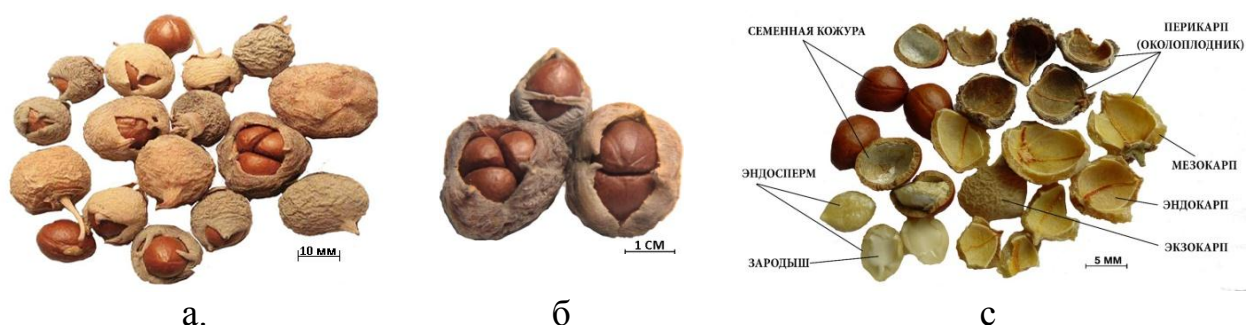 СЕМЕННАЯ КОЖУРА
ПЕРИКАРП
(ОКОЛОПЛОДНИК)
МЕЗОКАРП
ЭНДОСПЕРМ
ЭНДОКАРП
ЭКЗОКАРП
ЗАРОДЫШ
10 мм
1 СМ
5 ММ
а.
б
с